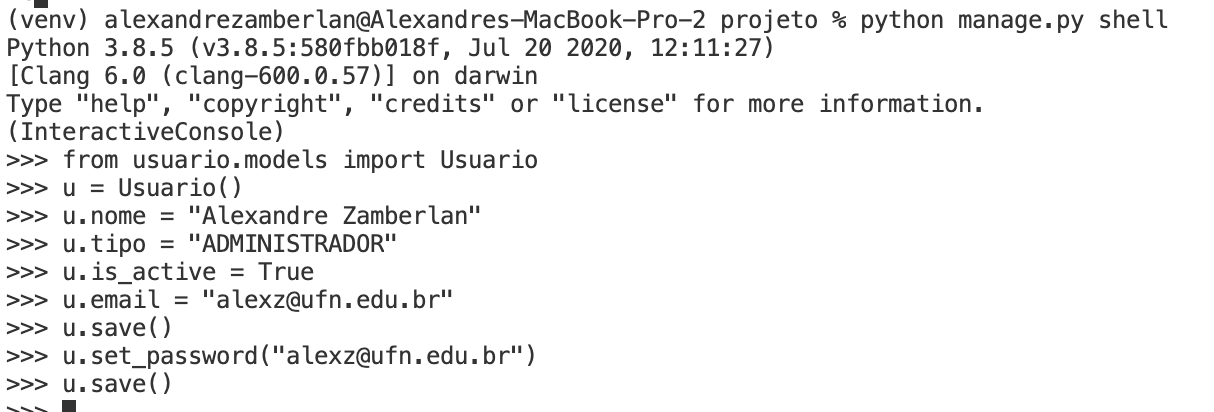 (venv) alexandrezamberlan@Alexandres-MacBook-Pro-2 projeto % python manage.py shell
Python 3.8.5 (v3.8.5:580fbb018f, Jul 20 2020, 12:11:27)
[Clang 6.0 (clang-600.0.57)] on darwin
Type "help", "copyright", "credits" or "license" for more information.
(InteractiveConsole)
>>> from usuario.models import Usuario
>>> u = Usuario()
>>> u.nome = "Alexandre Zamberlan"
>>> u.tipo = "ADMINISTRADOR"
>>> u.is_active = True
>>> u.email = "alexz@ufn.edu.br"
>>> u.save()
>>> u.set_password("alexz@ufn.edu.br")
>>> u.save()
>>>